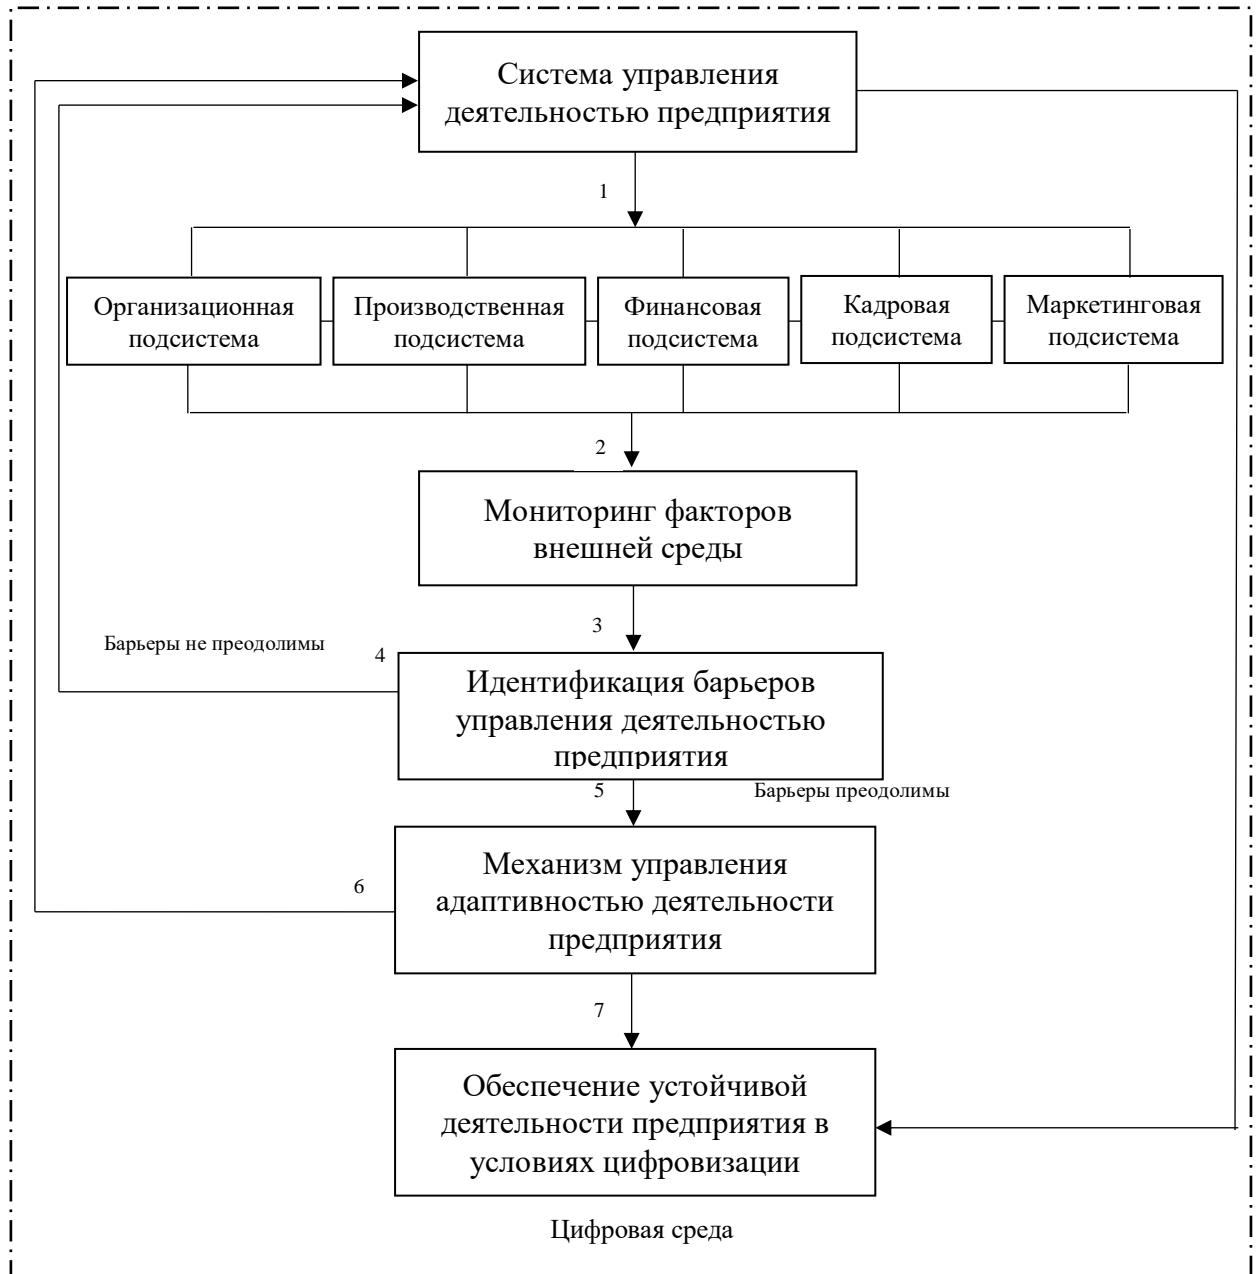 Система управления
деятельностью предприятия
1
Организационная
подсистема
Производственная
подсистема
Финансовая
подсистема
Кадровая
подсистема
Маркетинговая
подсистема
2
Мониторинг факторов
внешней среды
3
Барьеры не преодолимы
4
Идентификация барьеров
управления деятельностью
предприятия
5
Барьеры преодолимы
Механизм управления
адаптивностью деятельности
предприятия
6
7
Обеспечение устойчивой
деятельности предприятия в
условиях цифровизации
Цифровая среда